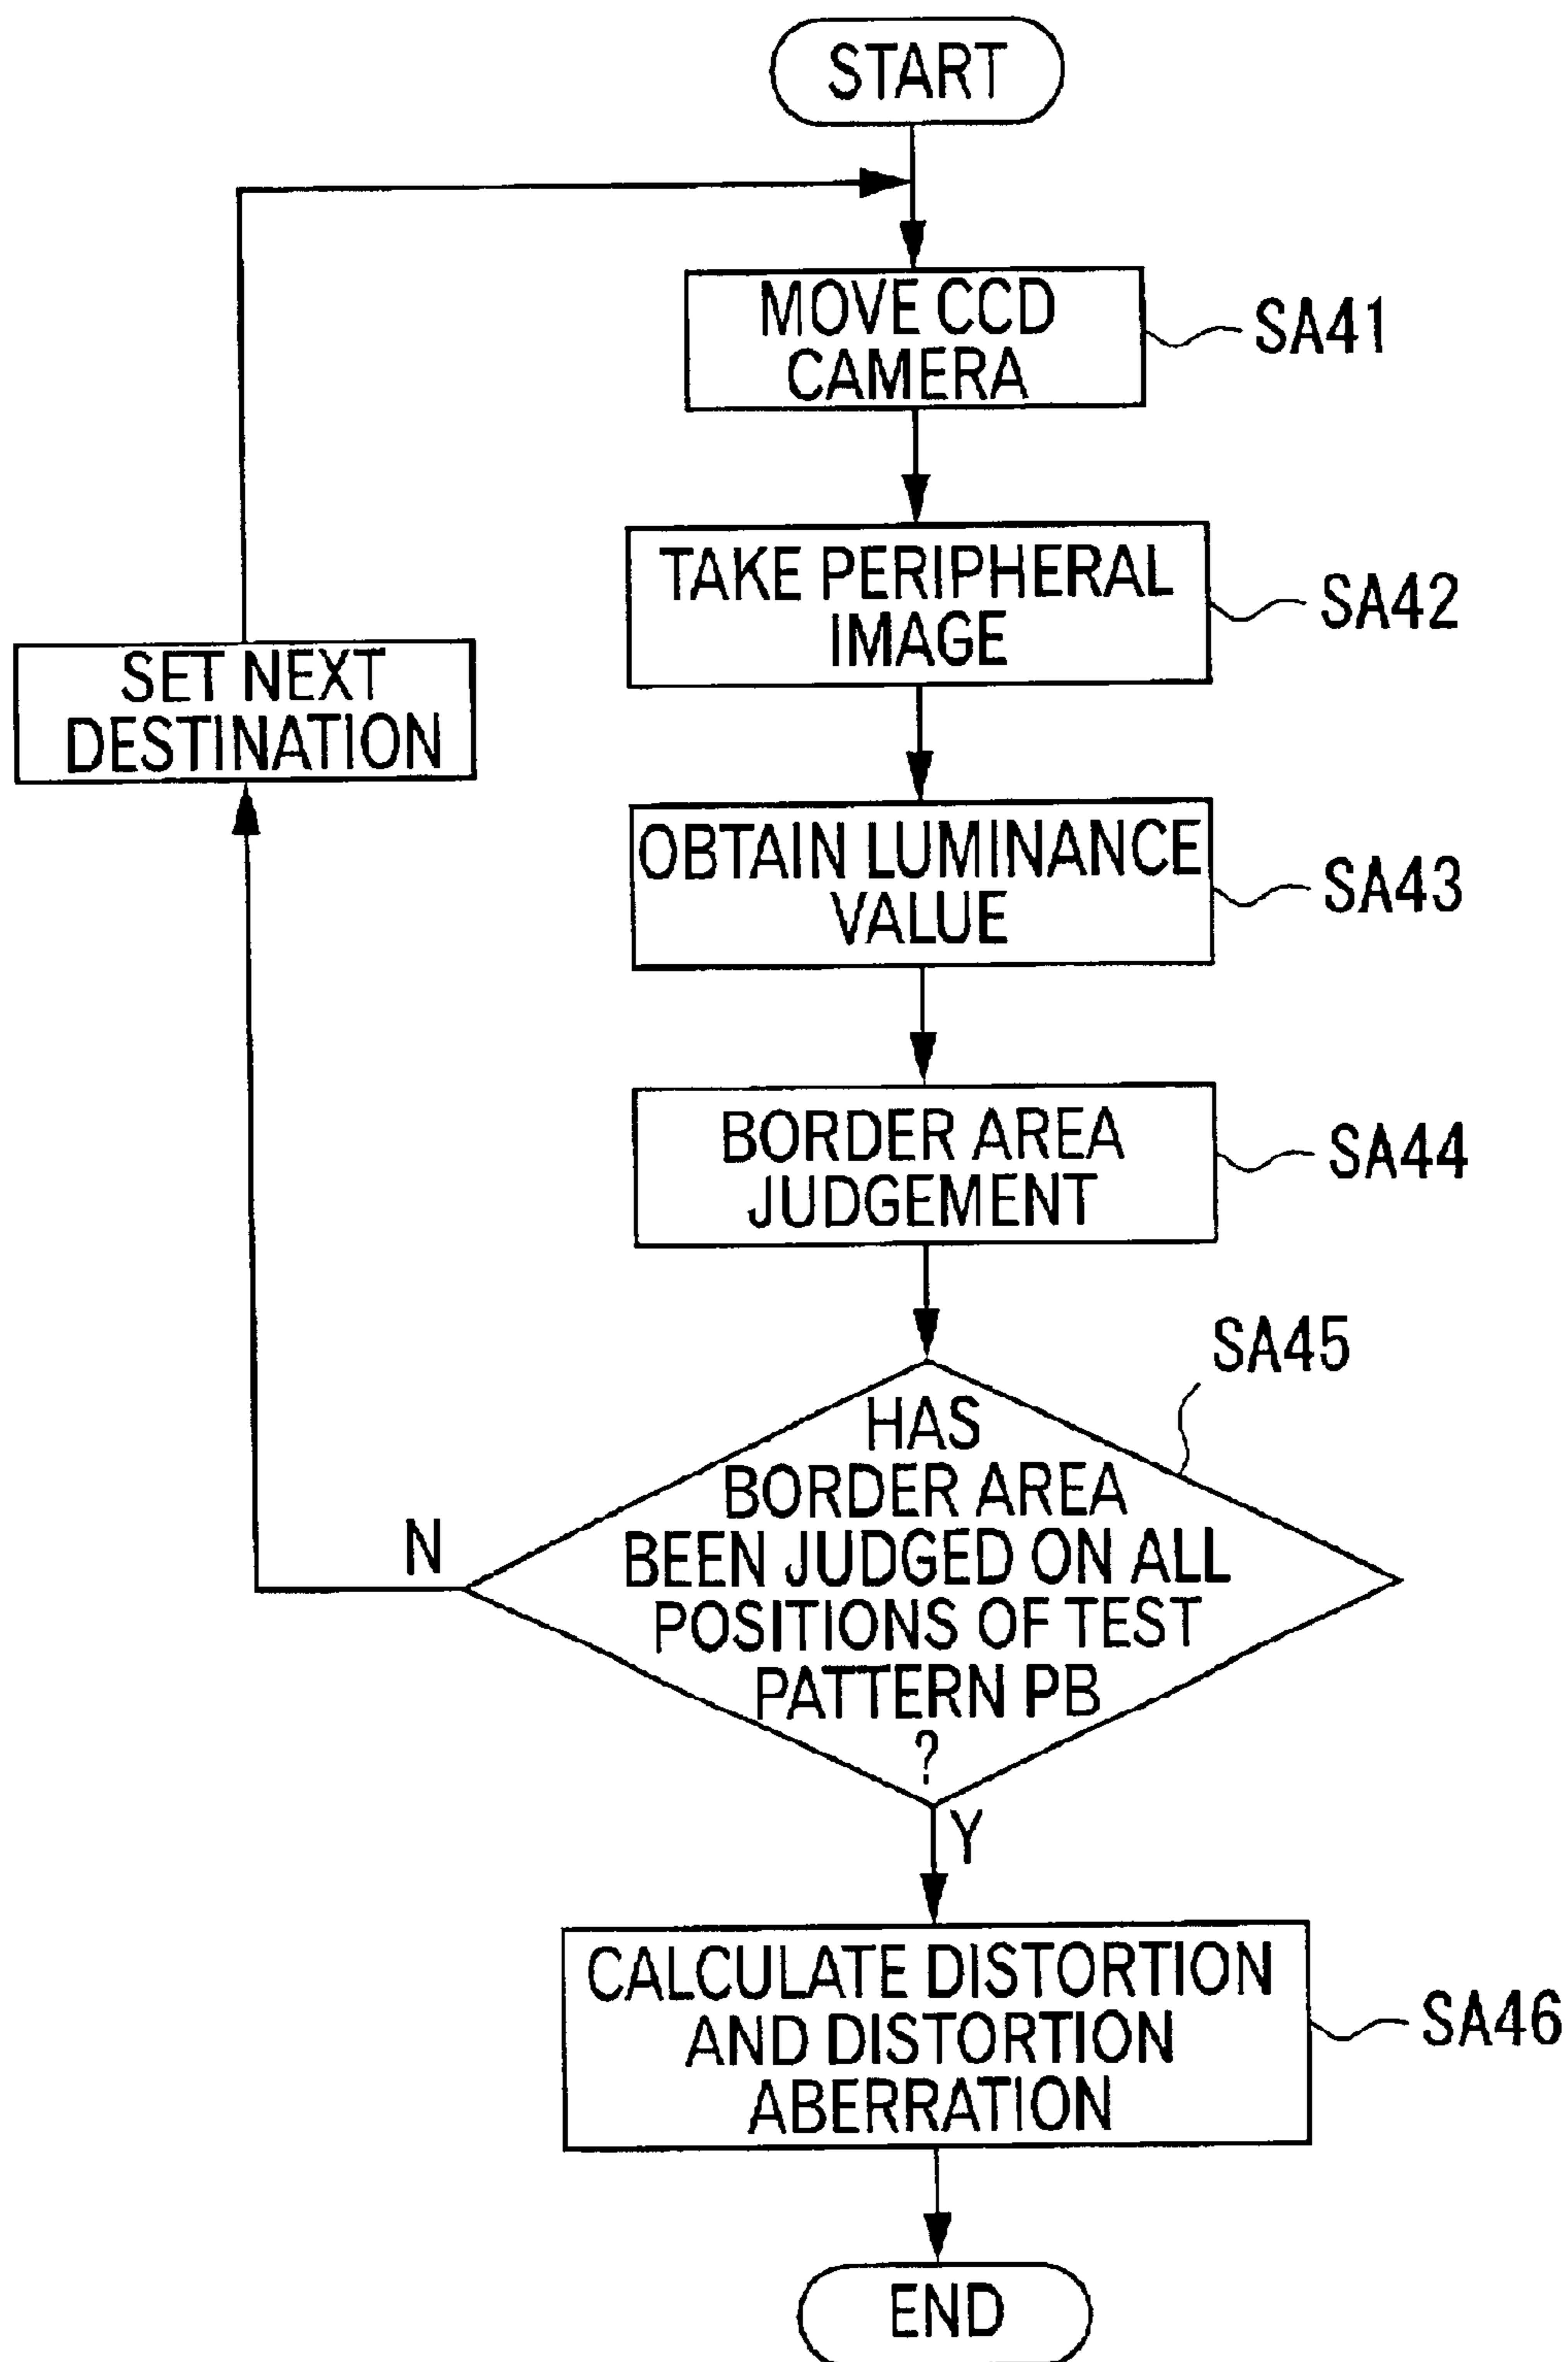 START
MOVE CCD
CAMERA
SA41
TAKE PERIPHERAL
IMAGE
SA42
SET NEXT
DESTINATION
OBTAIN LUMINANCE
VALUE
SA43
BORDER AREA
JUDGEMENT
SA44
SA45
HAS
BORDER AREA
BEEN JUDGED ON ALL
POSITIONS OF TEST
PATTERN PB
?
N
Y
CALCULATE DISTORTION
AND DISTORTION
ABERRATION
SA46
END